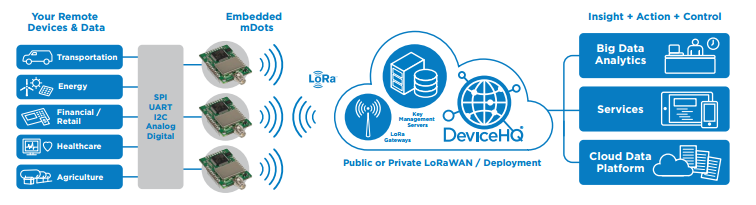 Your Remote
Devices & Data
Transportation
Energy
Financial /
Retail
Healthcare
Agriculture
SPI
UART
I2C
Analog
Digital
Embedded
mDots
LoRa
LoRa
Gateways
Key
Management
Servers
DeviceHQ®
Public or Private LoRaWAN / Deployment
Insight + Action + Control
Big Data
Analytics
Services
Cloud Data
Platform